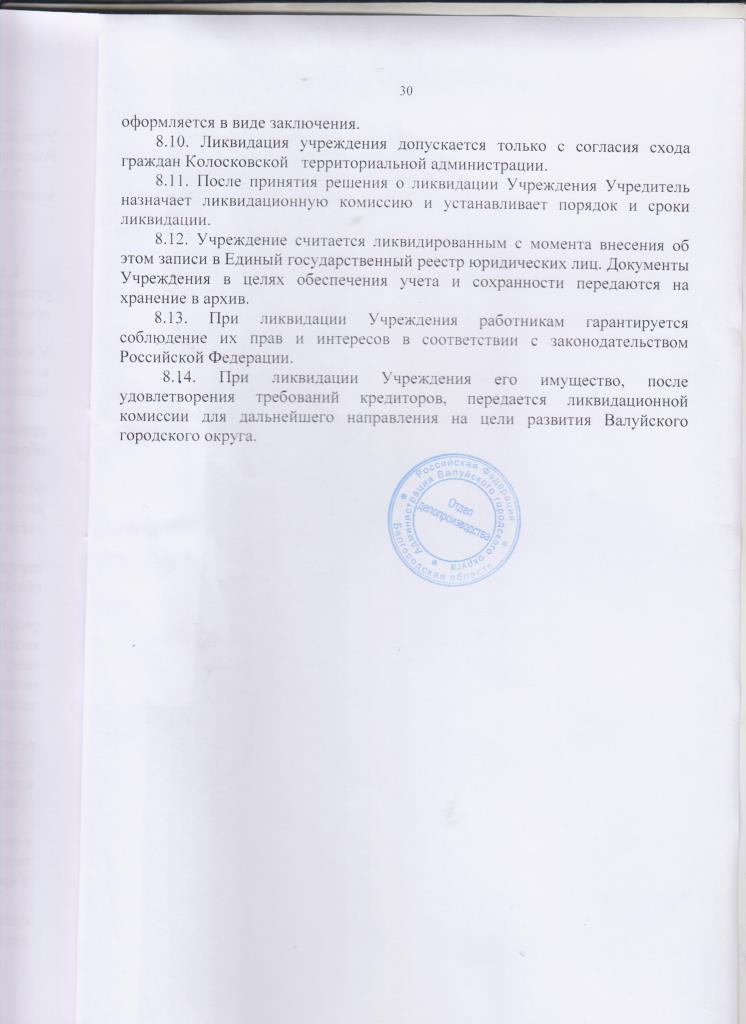 30
оформляется в виде заключения.
8.10. Ликвидация учреждения допускается только с согласия схода
граждан Колосковской территориальной администрации.
8.11. После принятия решения о ликвидации Учреждения Учредитель
назначает ликвидационную комиссию и устанавливает порядок и сроки
ликвидации.
8.12. Учреждение считается ликвидированным с момента внесения об
этом записи в Единый государственный реестр юридических лиц. Документы
Учреждения в целях обеспечения учета и сохранности передаются на
хранение в архив.
8.13. При ликвидации Учреждения работникам гарантируется
соблюдение их прав и интересов в соответствии с законодательством
Российской Федерации.
8.14. При ликвидации Учреждения его имущество, после
удовлетворения требований кредиторов, передается ликвидационной
комиссии для дальнейшего направления на цели развития Валуйского
городского округа.
Российская Федерация
Белгородская область
Администрация Валуйского городского округа
Отдел
делопроизводства